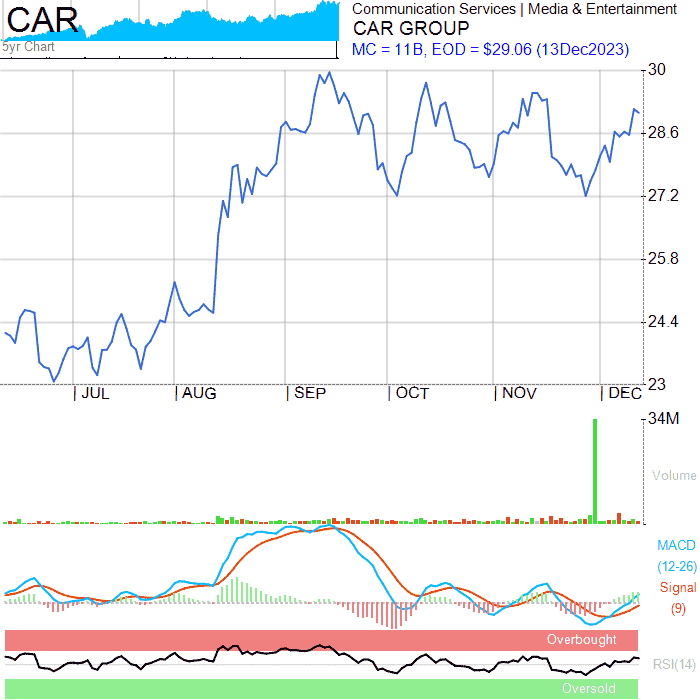 CAR
5yr Chart
Communication Services | Media & Entertainment
CAR GROUP
MC = 11B, EOD = $29.06 (13Dec2023)
30
28.6
27.2
25.8
24.4
23
JUL
AUG
SEP
OCT
NOV
DEC
34M
Volume
MACD
(12-26)
Signal
(9)
Overbought
RSI(14)
Oversold